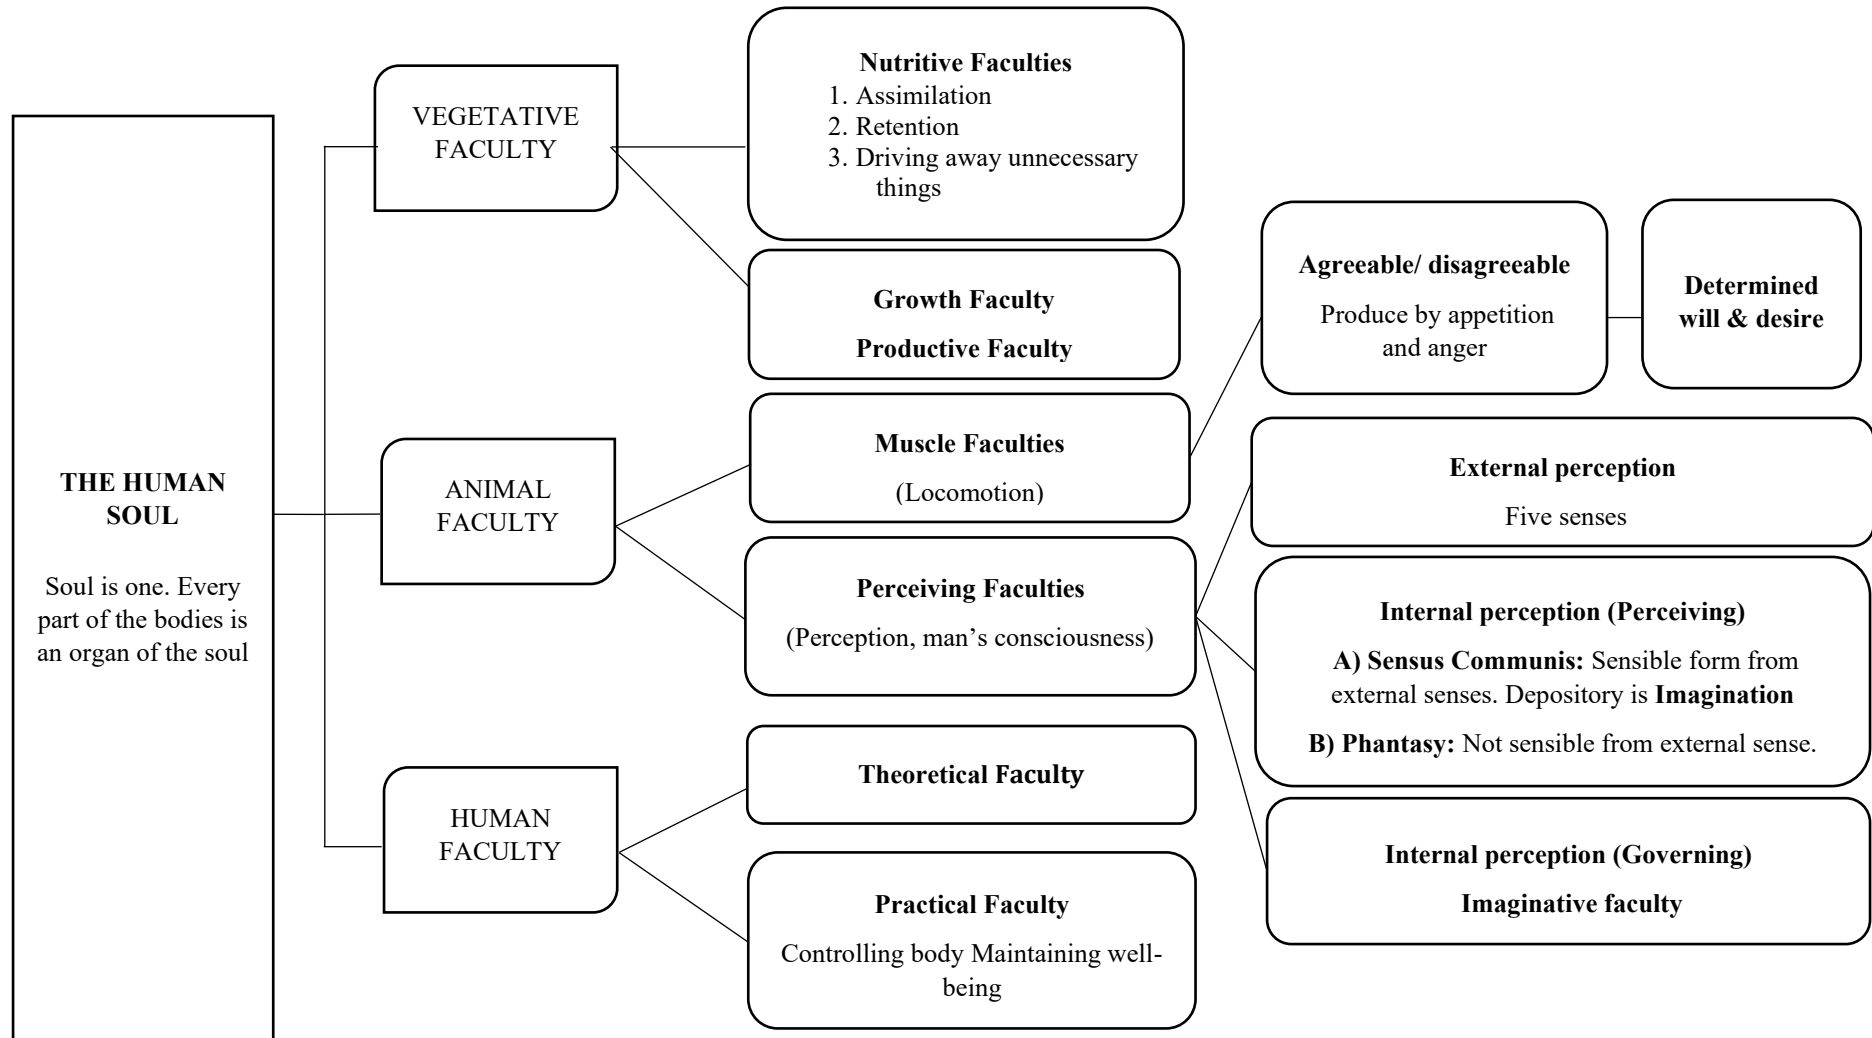 THE HUMAN
SOUL
Soul is one. Every
part of the bodies is
an organ of the soul
VEGETATIVE
FACULTY
Nutritive Faculties
1. Assimilation
2. Retention
3. Driving away unnecessary
things
Growth Faculty
Productive Faculty
ANIMAL
FACULTY
Muscle Faculties
(Locomotion)
Agreeable/ disagreeable
Produce by appetition
and anger
Determined
will & desire
Perceiving Faculties
(Perception, man’s consciousness)
External perception
Five senses
Internal perception (Perceiving)
A) Sensus Communis: Sensible form from
external senses. Depository is Imagination
B) Phantasy: Not sensible from external sense.
Internal perception (Governing)
Imaginative faculty
HUMAN
FACULTY
Theoretical Faculty
Practical Faculty
Controlling body Maintaining well-
being